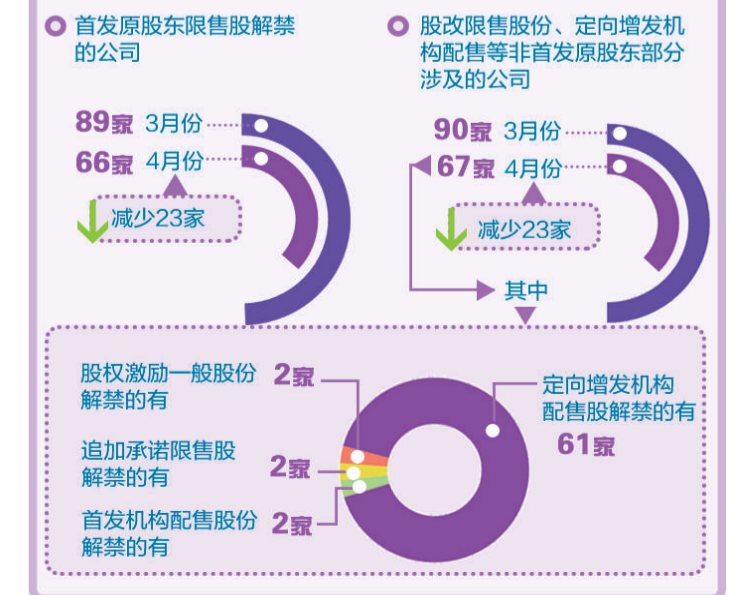 首发原股东限售股解禁
的公司
89家 3月份
66家 4月份
减少23家
股改限售股份、定向增发机
构配售等非首发原股东部分
涉及的公司
90家 3月份
67家 4月份
减少23家
其中
股权激励一般股份
解禁的有
2家
追加承诺限售股
解禁的有
2家
首发机构配售股份
解禁的有
2家
定向增发机构
配售股解禁的有
61家